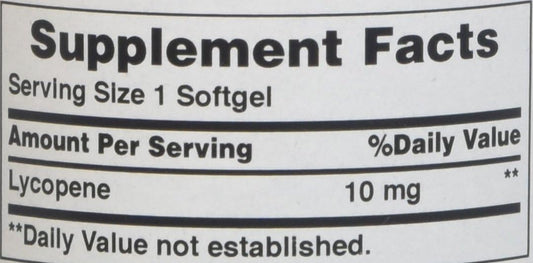 Supplement Facts
Serving Size 1 Softgel
Amount Per Serving %Daily Value
Lycopene 10 mg **
**Daily Value not established.